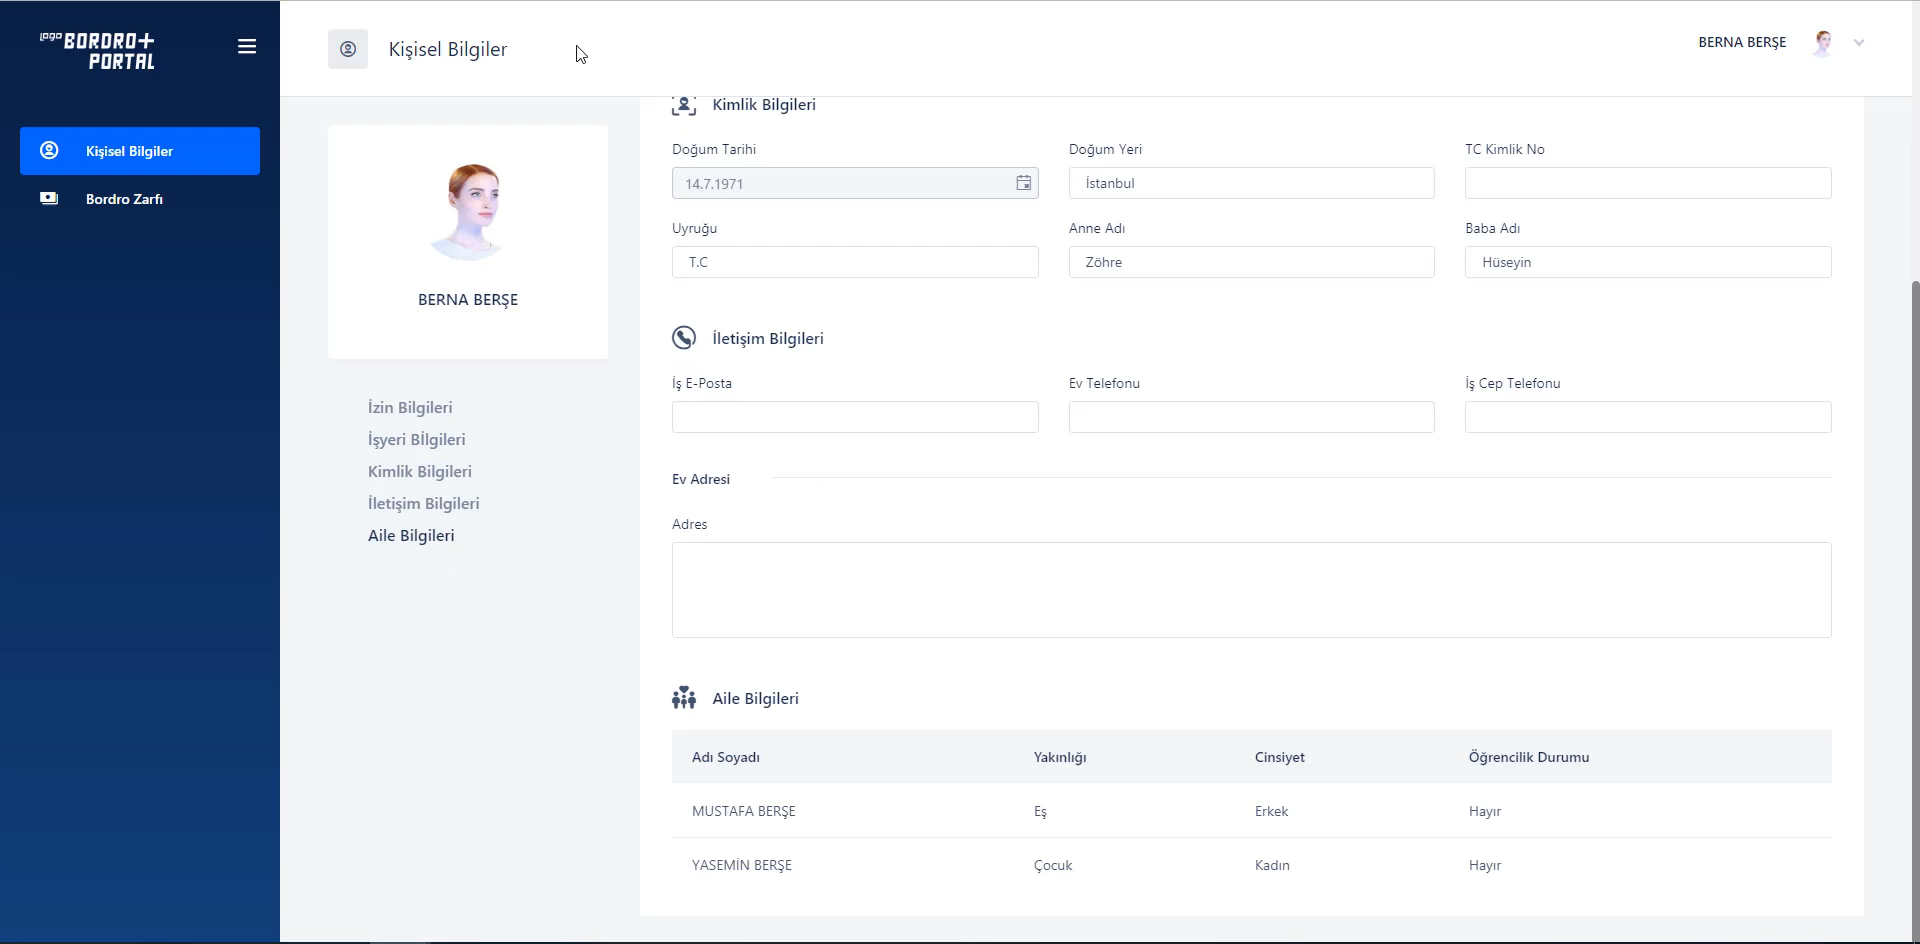 Logo BORDRO+
PORTAL
Kişisel Bilgiler
BERNA BERŞE
Kişisel Bilgiler
Bordro Zarfı
BERNA BERŞE
İzin Bilgileri
İşyeri Bİlgileri
Kimlik Bilgileri
İletişim Bilgileri
Aile Bilgileri
Kimlik Bilgileri
Doğum Tarihi Doğum Yeri TC Kimlik No
14.7.1971 İstanbul
Uyruğu Anne Adı Baba Adı
T.C Zöhre Hüseyin
İletişim Bilgileri
İş E-Posta Ev Telefonu İş Cep Telefonu
Ev Adresi
Adres
Aile Bilgileri
Adı Soyadı Yakınlığı Cinsiyet Öğrencilik Durumu
MUSTAFA BERŞE Eş Erkek Hayır
YASEMİN BERŞE Çocuk Kadın Hayır